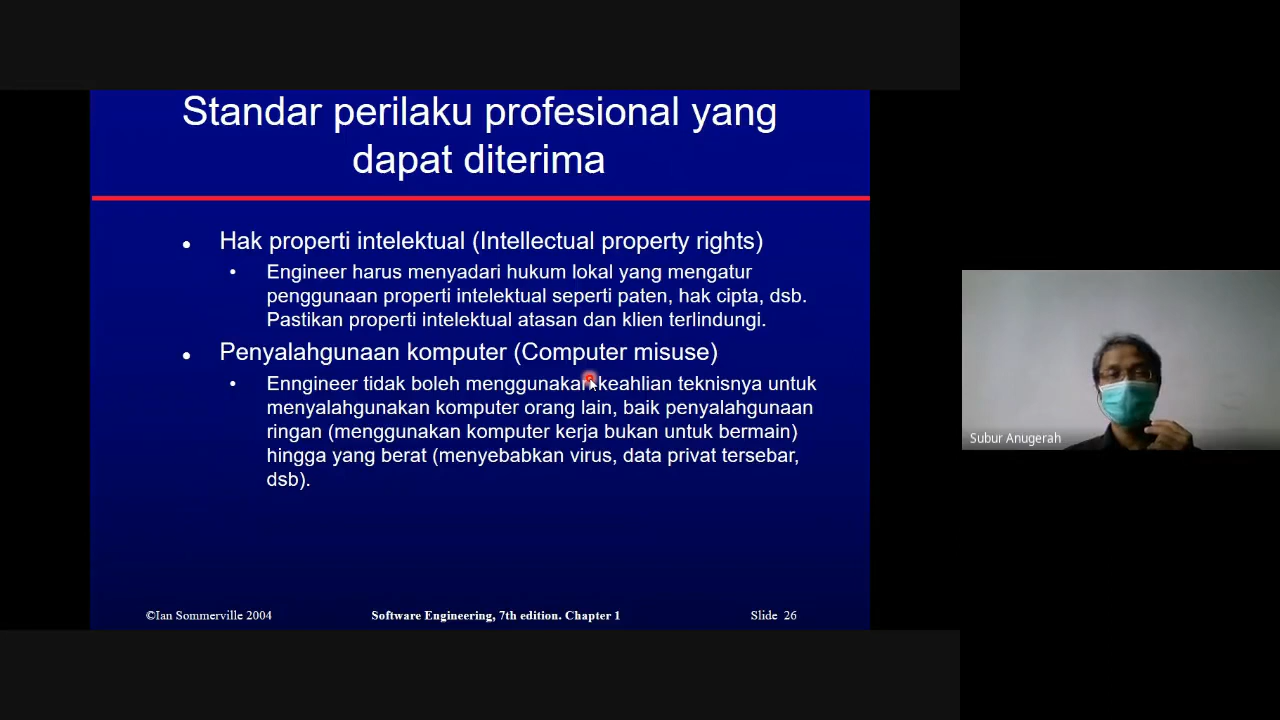 Standar perilaku profesional yang
dapat diterima
• Hak properti intelektual (Intellectual property rights)
• Engineer harus menyadari hukum lokal yang mengatur
penggunaan properti intelektual seperti paten, hak cipta, dsb.
Pastikan properti intelektual atasan dan klien terlindungi.
• Penyalahgunaan komputer (Computer misuse)
• Enngineer tidak boleh menggunakan keahlian teknisnya untuk
menyalahgunakan komputer orang lain, baik penyalahgunaan
ringan (menggunakan komputer kerja bukan untuk bermain)
hingga yang berat (menyebabkan virus, data privat tersebar,
dsb).
©Ian Sommerville 2004 Software Engineering, 7th edition. Chapter 1 Slide 26
Subur Anugerah